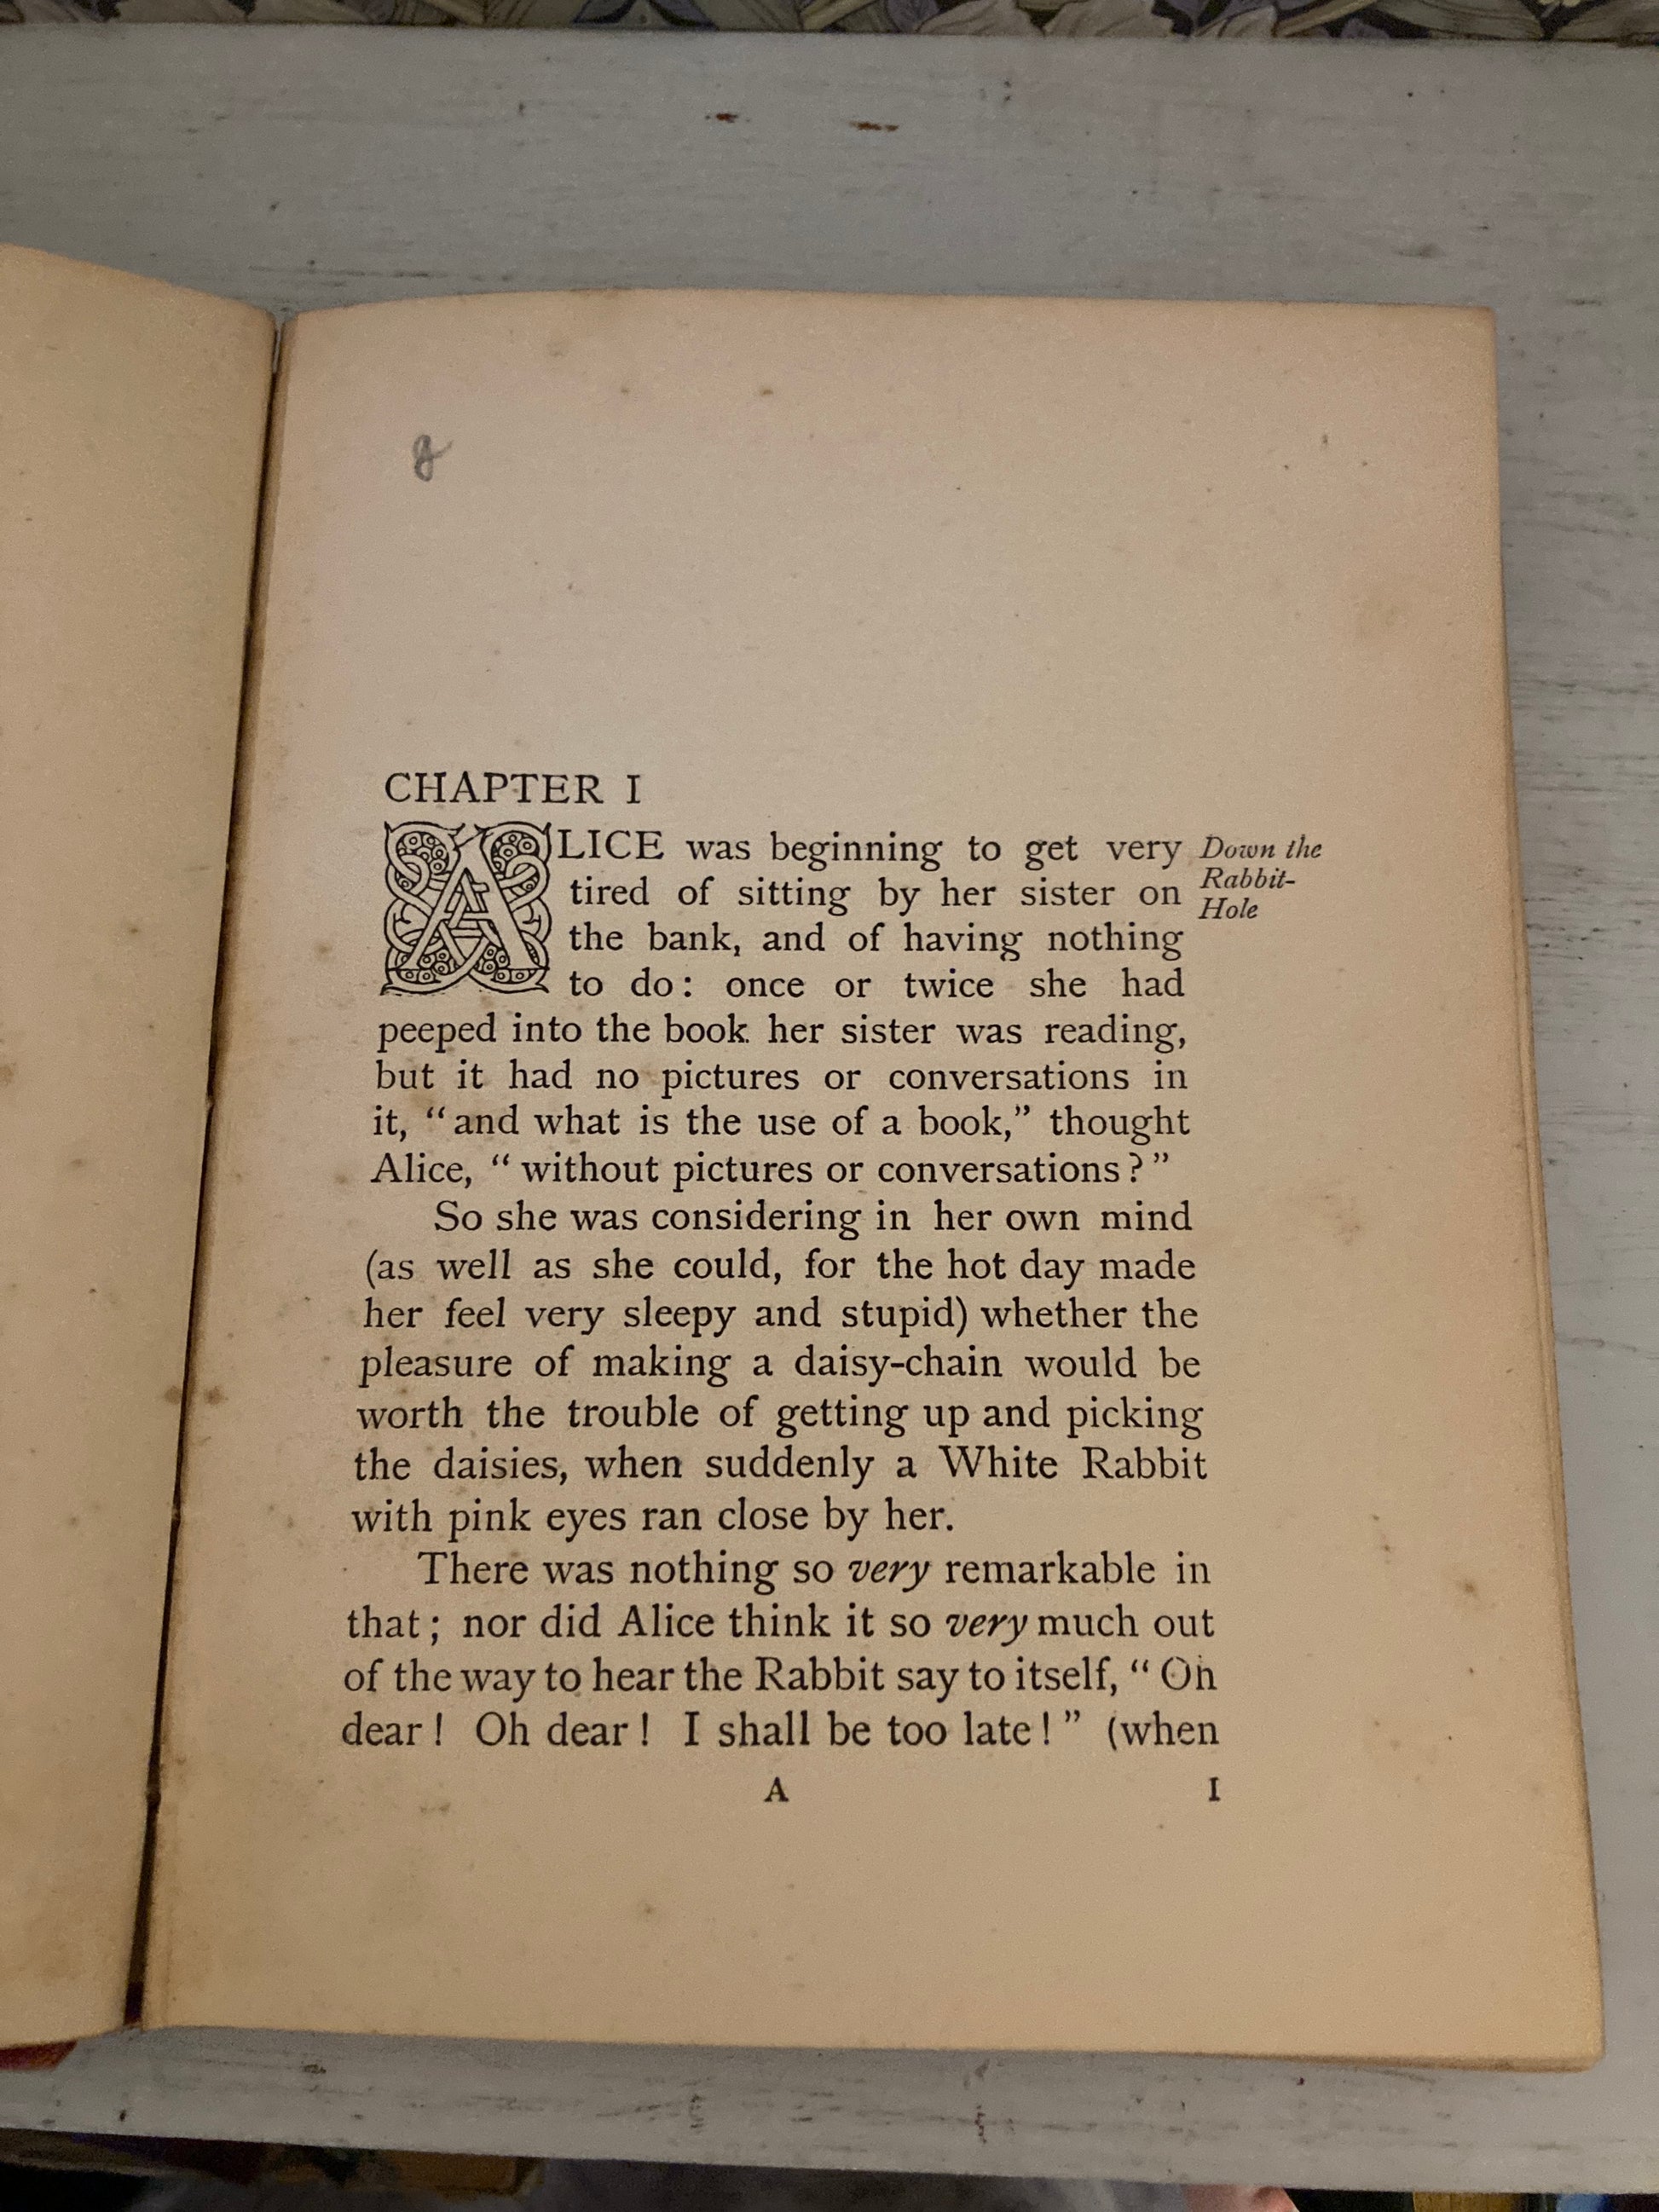 g
CHAPTER I
ALICE was beginning to get very
Down the
Rabbit-
Hole
tired of sitting by her sister on
the bank, and of having nothing
to do: once or twice she had
peeped into the book her sister was reading,
but it had no pictures or conversations in
it, “and what is the use of a book,” thought
Alice, “without pictures or conversations?”
So she was considering in her own mind
(as well as she could, for the hot day made
her feel very sleepy and stupid) whether the
pleasure of making a daisy-chain would be
worth the trouble of getting up and picking
the daisies, when suddenly a White Rabbit
with pink eyes ran close by her.
There was nothing so very remarkable in
that; nor did Alice think it so very much out
of the way to hear the Rabbit say to itself, “Oh
dear! Oh dear! I shall be too late!” (when
A
I